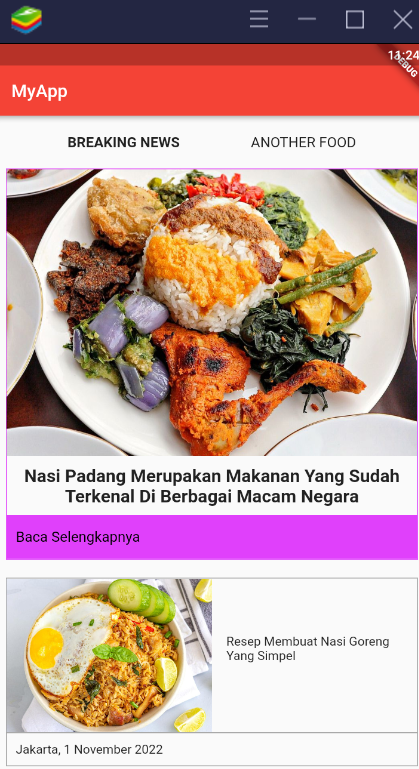 11:24
DEBUG
MyApp
BREAKING NEWS ANOTHER FOOD
Nasi Padang Merupakan Makanan Yang Sudah
Terkenal Di Berbagai Macam Negara
Baca Selengkapnya
Resep Membuat Nasi Goreng
Yang Simpel
Jakarta, 1 November 2022